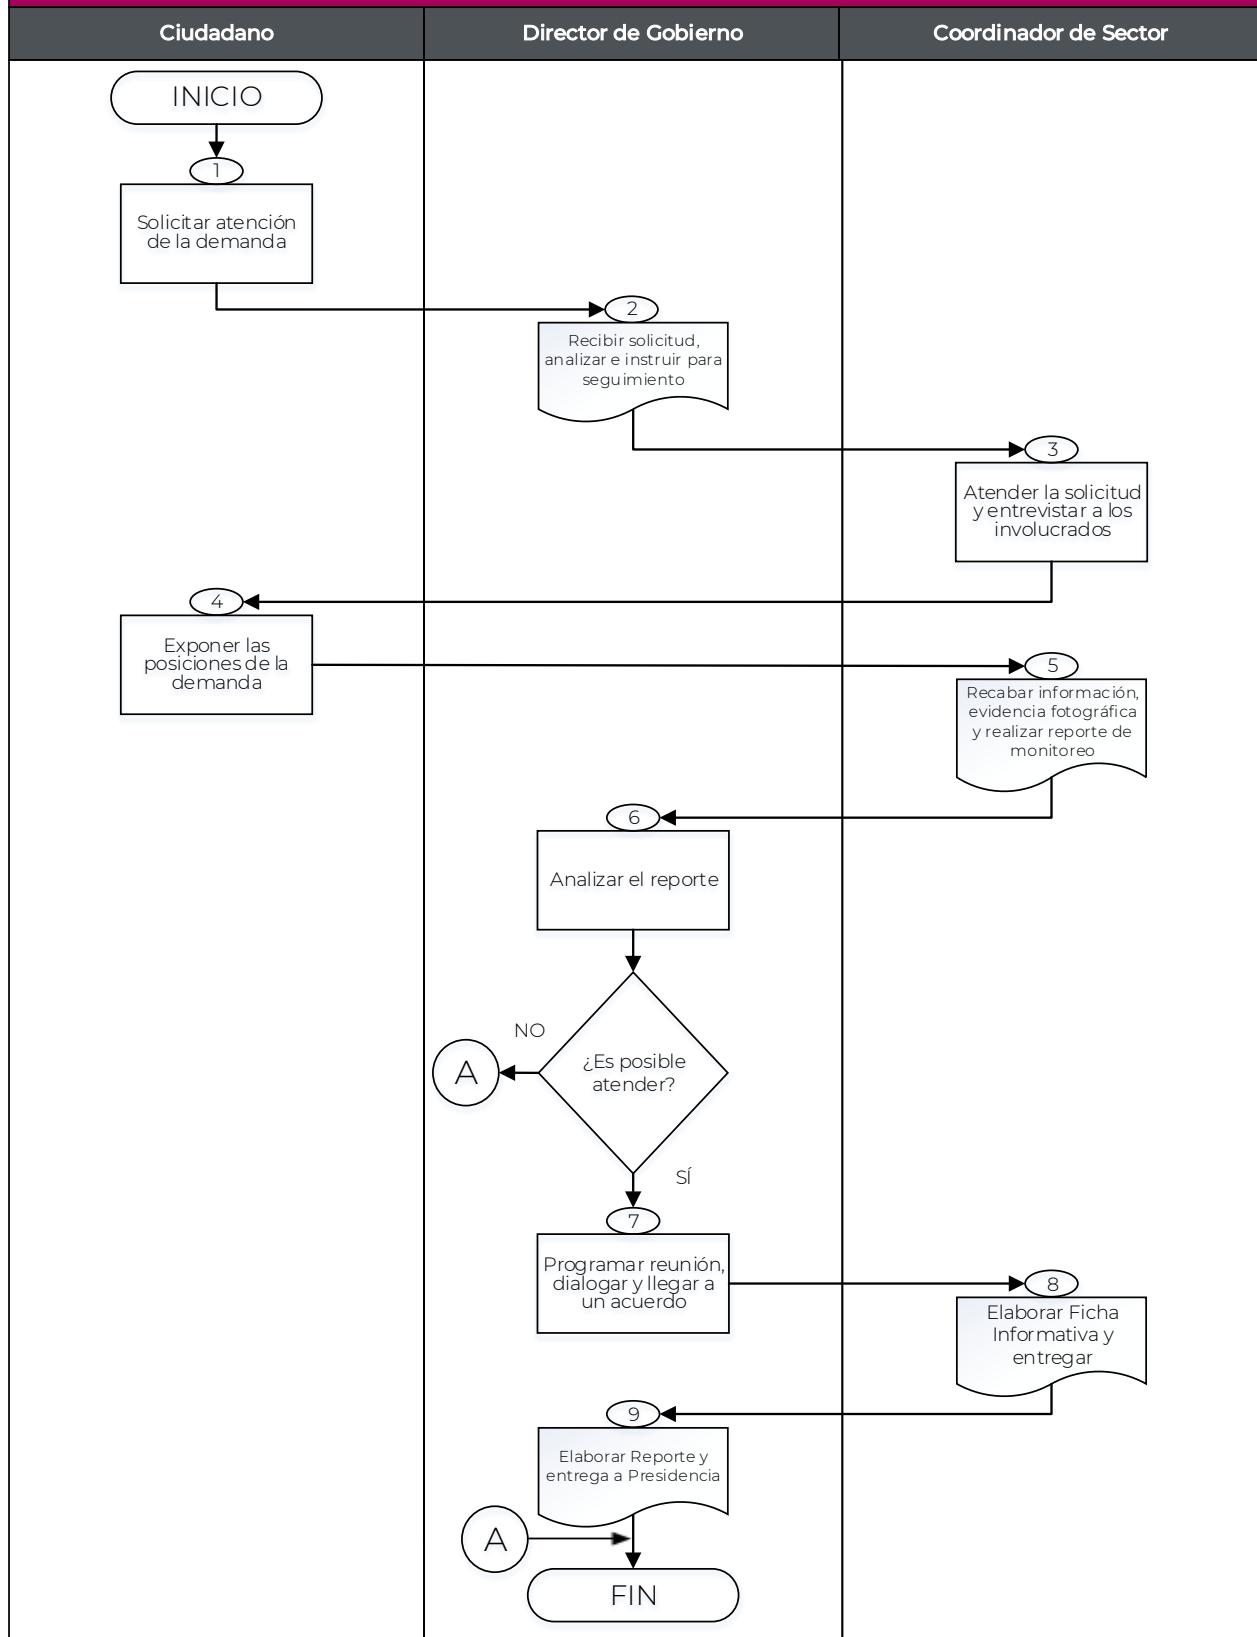 Ciudadano
Director de Gobierno
Coordinador de Sector
INICIO
1
Solicitar atención
de la demanda
2
Recibir solicitud,
analizar e instruir para
seguimiento
3
Atender la solicitud
y entrevistar a los
involucrados
4
Exponer las
posiciones de la
demanda
5
Recabar información,
evidencia fotográfica
y realizar reporte de
monitoreo
6
Analizar el reporte
NO
A
¿Es posible
atender?
SÍ
7
Programar reunión,
dialogar y llegar a
un acuerdo
8
Elaborar Ficha
Informativa y
entregar
9
Elaborar Reporte y
entrega a Presidencia
A
FIN